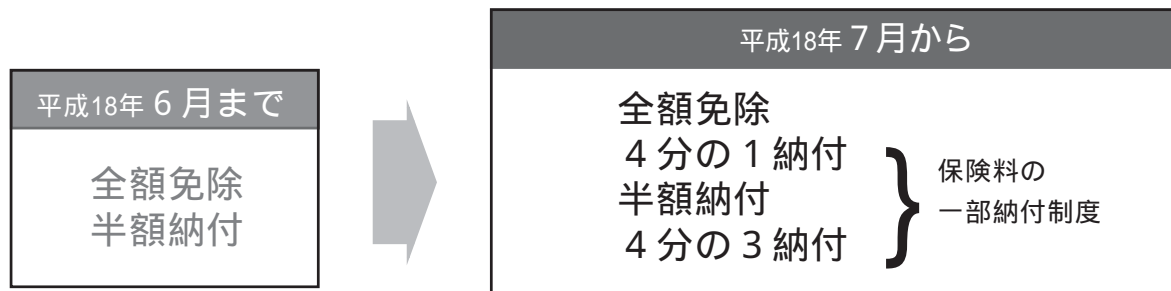 平成18年6月まで
全額免除
半額納付
平成18年7月から
全額免除
4分の1納付
半額納付
4分の3納付
保険料の
一部納付制度